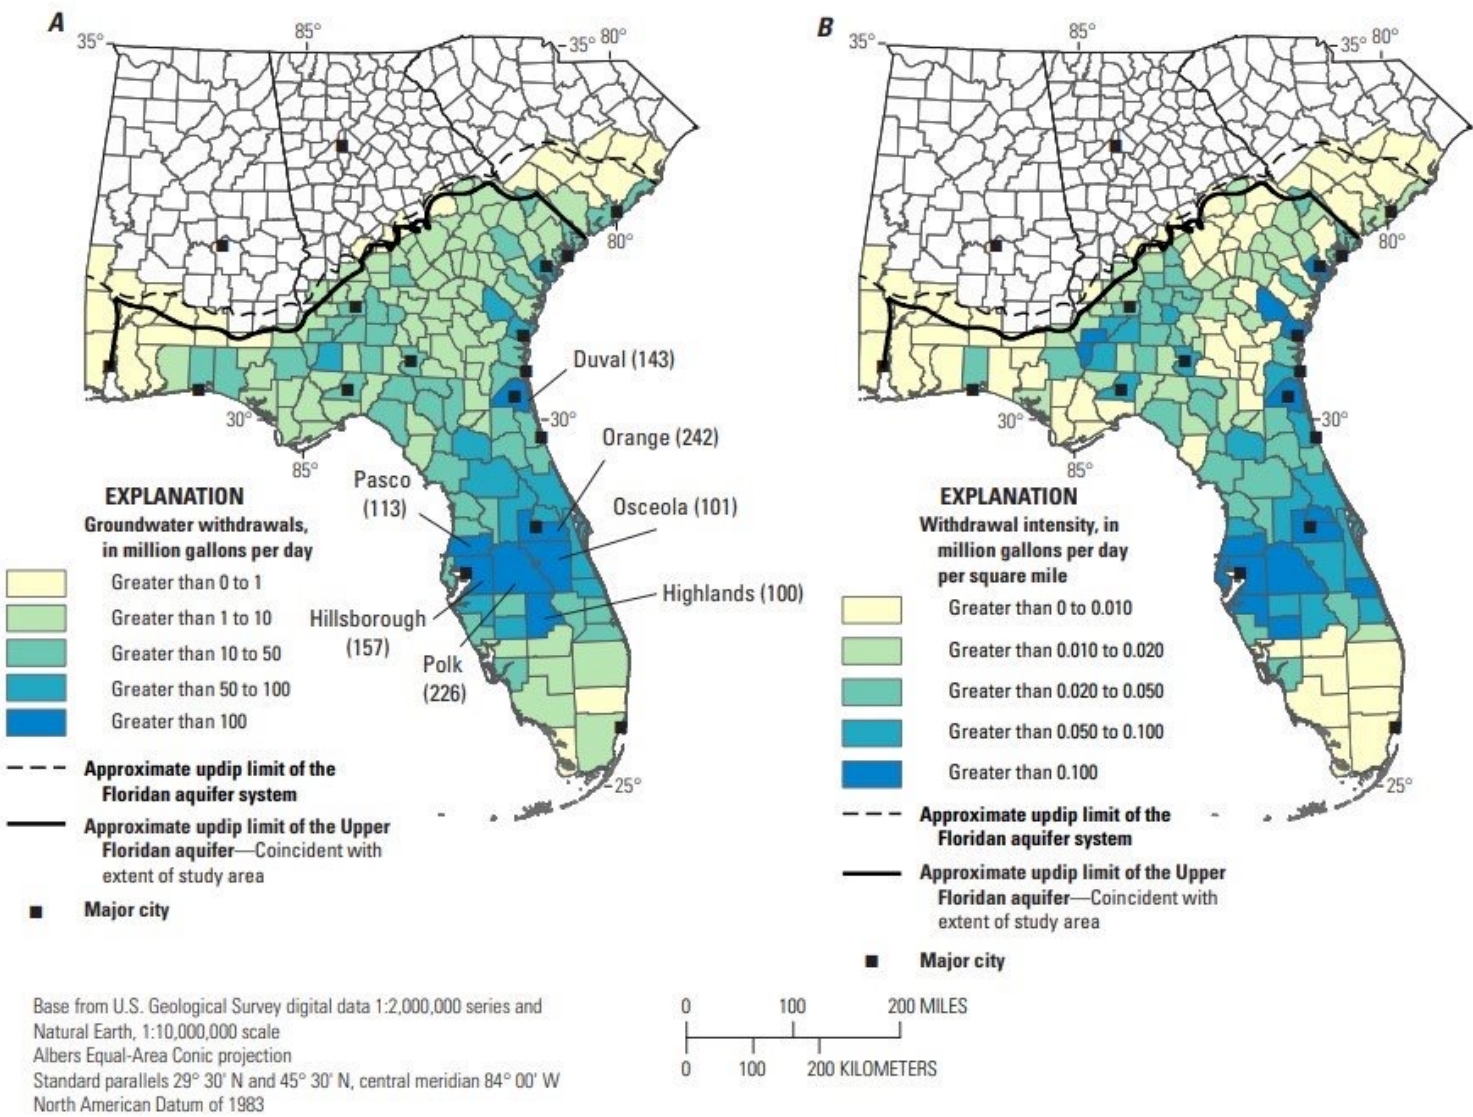 A
35°
85°
35° 80°
80°
30°
85°
30°
25°
Duval (143)
Orange (242)
Pasco
(113)
Osceola (101)
Highlands (100)
Hillsborough
(157)
Polk
(226)
EXPLANATION
Groundwater withdrawals,
in million gallons per day
Greater than 0 to 1
Greater than 1 to 10
Greater than 10 to 50
Greater than 50 to 100
Greater than 100
Approximate updip limit of the
Floridan aquifer system
Approximate updip limit of the Upper
Floridan aquifer—Coincident with
extent of study area
Major city
B
35°
85°
35° 80°
80°
30°
85°
30°
25°
EXPLANATION
Withdrawal intensity, in
million gallons per day
per square mile
Greater than 0 to 0.010
Greater than 0.010 to 0.020
Greater than 0.020 to 0.050
Greater than 0.050 to 0.100
Greater than 0.100
Approximate updip limit of the
Floridan aquifer system
Approximate updip limit of the Upper
Floridan aquifer—Coincident with
extent of study area
Major city
Base from U.S. Geological Survey digital data 1:2,000,000 series and
Natural Earth, 1:10,000,000 scale
Albers Equal-Area Conic projection
Standard parallels 29° 30' N and 45° 30' N, central meridian 84° 00' W
North American Datum of 1983
0 100 200 MILES
0 100 200 KILOMETERS